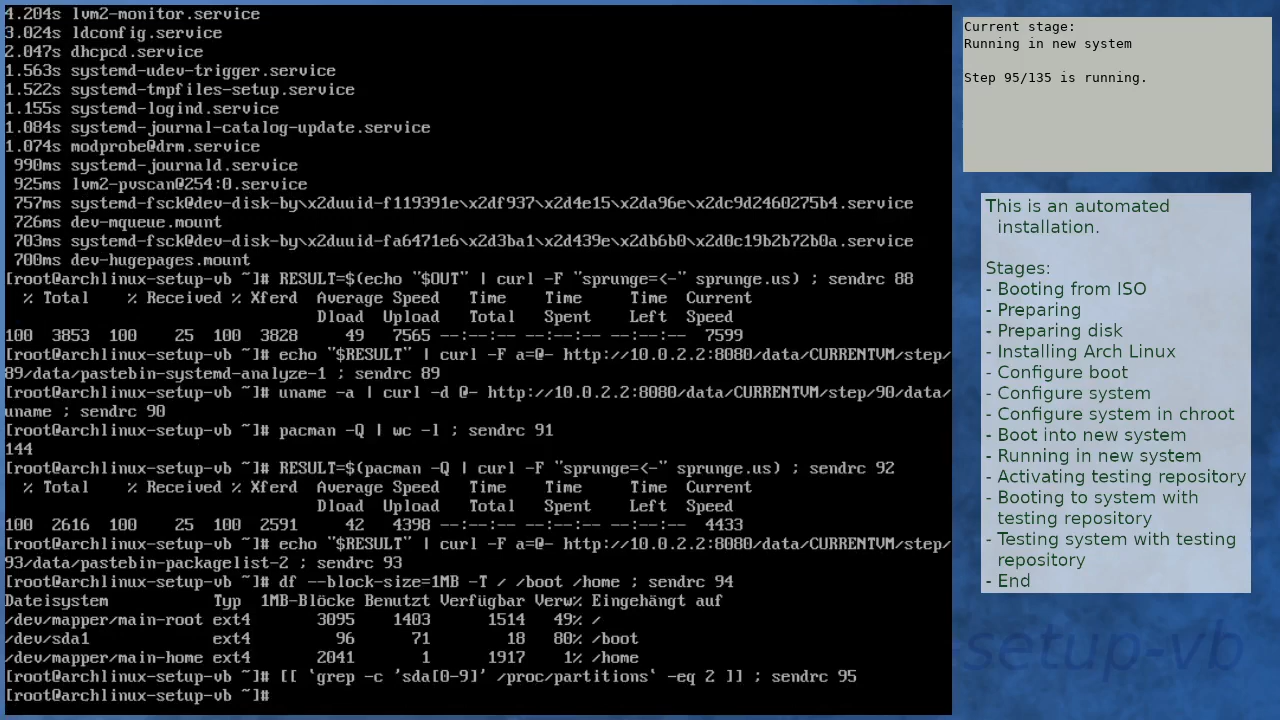 4.204s lvm2-monitor.service
3.024s ldconfig.service
2.047s dhcpcd.service
1.563s systemd-udev-trigger.service
1.522s systemd-tmpfiles-setup.service
1.155s systemd-logind.service
1.084s systemd-journal-catalog-update.service
1.074s modprobe@drm.service
990ms systemd-journald.service
925ms lvm2-pvscan@254:0.service
757ms systemd-fsck@dev-disk-by\x2duuid-f119391e\x2df937\x2d4e15\x2da96e\x2dc9d2460275b4.service
726ms dev-mqueue.mount
703ms systemd-fsck@dev-disk-by\x2duuid-fa6471e6\x2d3ba1\x2d439e\x2db6b0\x2d0c19b2b72b0a.service
700ms dev-hugepages.mount
[root@archlinux-setup-vb ~]# RESULT=$(echo "$OUT" | curl -F "sprunge=<-" sprunge.us) ; sendrc 88
% Total    % Received % Xferd  Average Speed   Time    Time     Time  Current
Dload  Upload   Total   Spent    Left  Speed
100  3853  100    25  100  3828     49   7565 --:--:-- --:--:-- --:--:--  7599
[root@archlinux-setup-vb ~]# echo "$RESULT" | curl -F a=@- http://10.0.2.2:8080/data/CURRENTVM/step/
89/data/pastebin-systemd-analyze-1 ; sendrc 89
[root@archlinux-setup-vb ~]# uname -a | curl -d @- http://10.0.2.2:8080/data/CURRENTVM/step/90/data/
uname ; sendrc 90
[root@archlinux-setup-vb ~]# pacman -Q | wc -l ; sendrc 91
144
[root@archlinux-setup-vb ~]# RESULT=$(pacman -Q | curl -F "sprunge=<-" sprunge.us) ; sendrc 92
% Total    % Received % Xferd  Average Speed   Time    Time     Time  Current
Dload  Upload   Total   Spent    Left  Speed
100  2616  100    25  100  2591     42   4398 --:--:-- --:--:-- --:--:--  4433
[root@archlinux-setup-vb ~]# echo "$RESULT" | curl -F a=@- http://10.0.2.2:8080/data/CURRENTVM/step/
93/data/pastebin-packagelist-2 ; sendrc 93
[root@archlinux-setup-vb ~]# df --block-size=1MB -T / /boot /home ; sendrc 94
Dateisystem           Typ  1MB-Blöcke Benutzt Verfügbar Verw% Eingehängt auf
/dev/mapper/main-root ext4       3095    1403      1514   49% /
/dev/sda1             ext4         96      71        18   80% /boot
/dev/mapper/main-home ext4       2041       1      1917    1% /home
[root@archlinux-setup-vb ~]# [[ `grep -c 'sda[0-9]' /proc/partitions` -eq 2 ]] ; sendrc 95
[root@archlinux-setup-vb ~]#
Current stage:
Running in new system
Step 95/135 is running.
This is an automated
installation.
Stages:
- Booting from ISO
- Preparing
- Preparing disk
- Installing Arch Linux
- Configure boot
- Configure system
- Configure system in chroot
- Boot into new system
- Running in new system
- Activating testing repository
- Booting to system with
testing repository
- Testing system with testing
repository
- End
-setup-vb